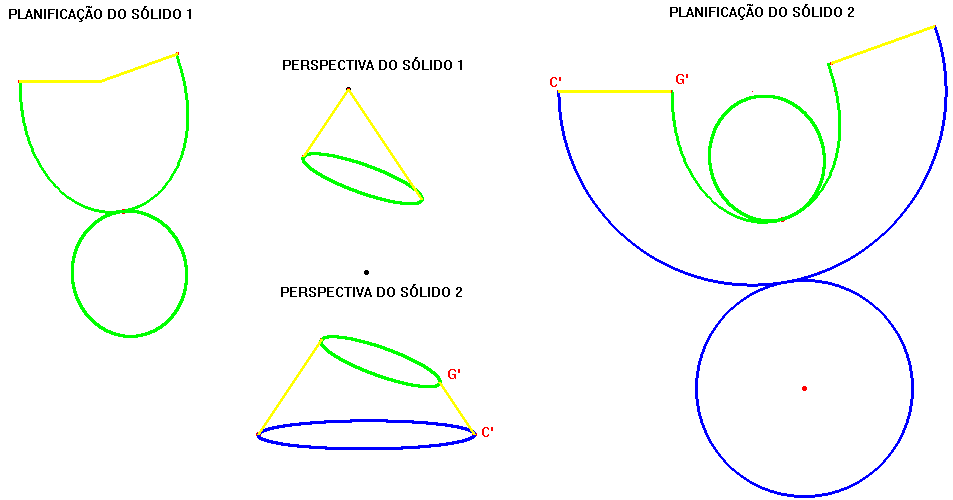 PLANIFICAÇÃO DO SÓLIDO 1
PERSPECTIVA DO SÓLIDO 1
PERSPECTIVA DO SÓLIDO 2
G'
C'
PLANIFICAÇÃO DO SÓLIDO 2
C'
G'